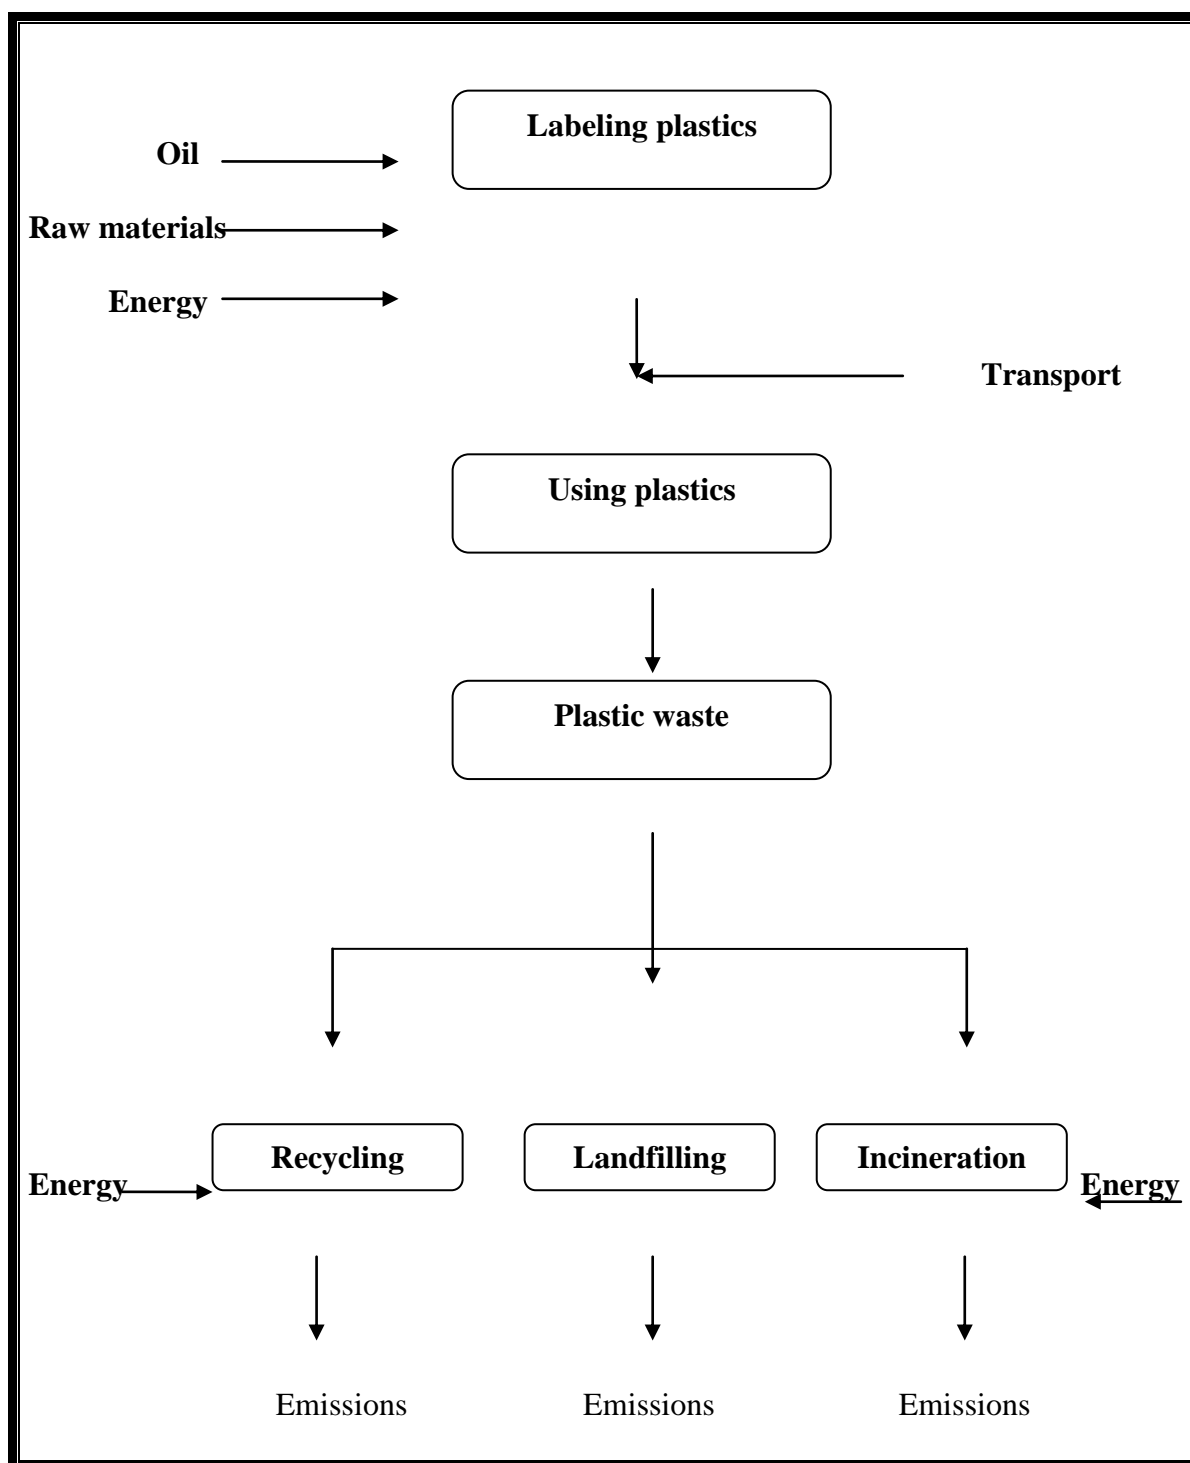 Labeling plastics
Oil
Raw materials
Energy
Transport
Using plastics
Plastic waste
Recycling
Landfilling
Incineration
Energy
Energy
Emissions
Emissions
Emissions